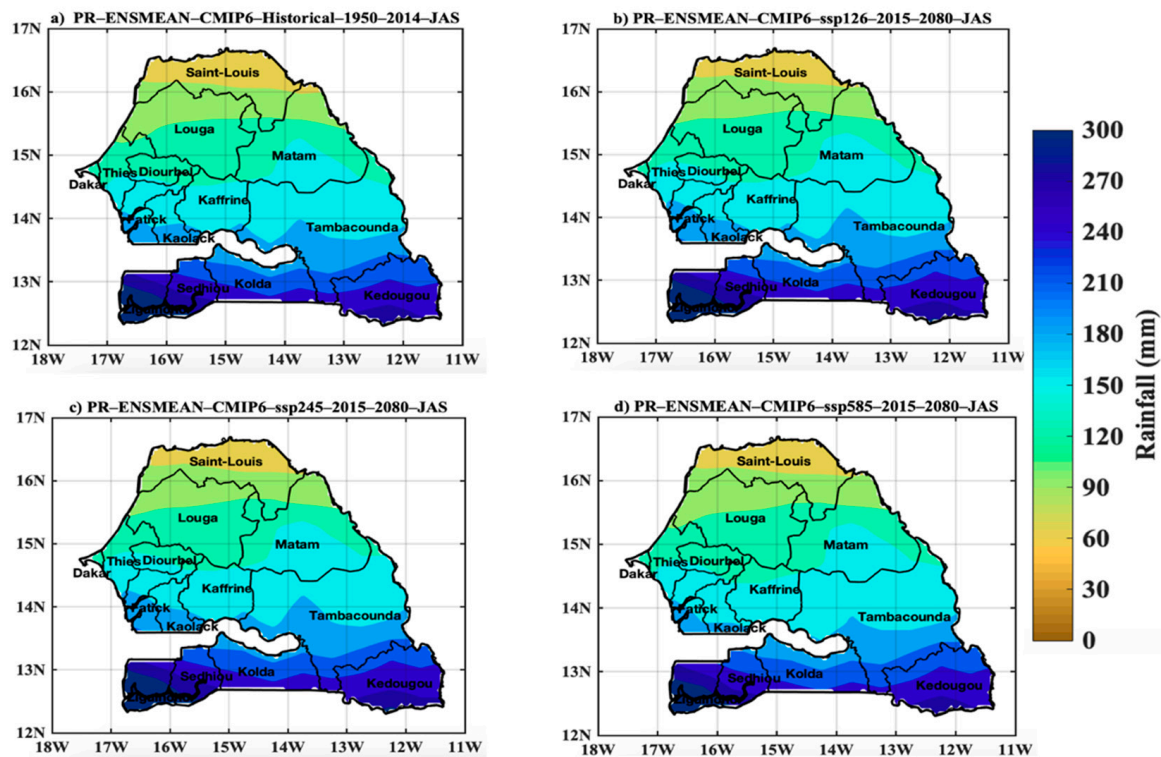 a) PR–ENSMEAN–CMIP6–Historical–1950–2014–JAS
17N
16N
15N
14N
13N
12N
18W 17W 16W 15W 14W 13W 12W 11W
Saint-Louis
Louga
Matam
Thies Diourbel
Dakar
Kaffrine
Fatick
Tambacounda
Kaolack
Sedhiou Kolda
Kedougou
b) PR–ENSMEAN–CMIP6–ssp126–2015–2080–JAS
17N
16N
15N
14N
13N
12N
18W 17W 16W 15W 14W 13W 12W 11W
Saint-Louis
Louga
Matam
Thies Diourbel
Dakar
Kaffrine
Fatick
Tambacounda
Kaolack
Sedhiou Kolda
Kedougou
c) PR–ENSMEAN–CMIP6–ssp245–2015–2080–JAS
17N
16N
15N
14N
13N
12N
18W 17W 16W 15W 14W 13W 12W 11W
Saint-Louis
Louga
Matam
Thies Diourbel
Dakar
Kaffrine
Fatick
Tambacounda
Kaolack
Sedhiou Kolda
Kedougou
d) PR–ENSMEAN–CMIP6–ssp585–2015–2080–JAS
17N
16N
15N
14N
13N
12N
18W 17W 16W 15W 14W 13W 12W 11W
Saint-Louis
Louga
Matam
Thies Diourbel
Dakar
Kaffrine
Fatick
Tambacounda
Kaolack
Sedhiou Kolda
Kedougou
300
270
240
210
180
150
120
90
60
30
0
Rainfall (mm)